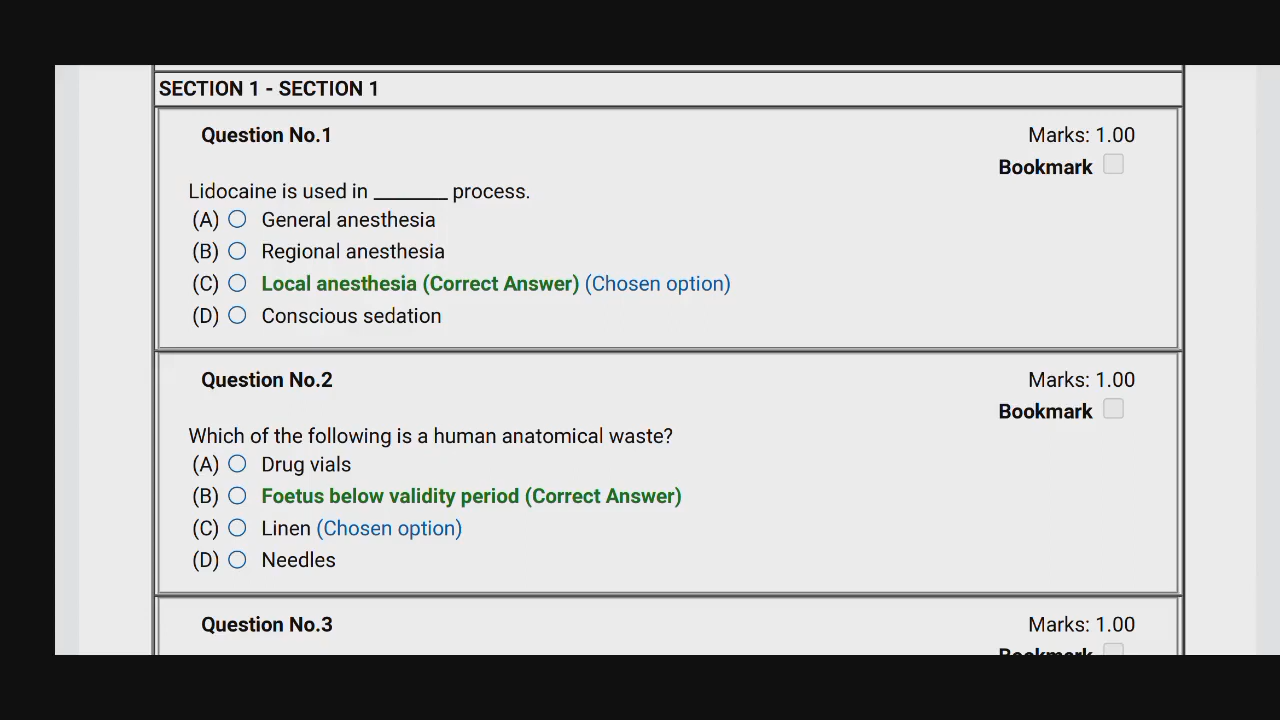 SECTION 1 - SECTION 1
Question No.1
Marks: 1.00
Bookmark
Lidocaine is used in ________ process.
(A) General anesthesia
(B) Regional anesthesia
(C) Local anesthesia (Correct Answer) (Chosen option)
(D) Conscious sedation
Question No.2
Marks: 1.00
Bookmark
Which of the following is a human anatomical waste?
(A) Drug vials
(B) Foetus below validity period (Correct Answer)
(C) Linen (Chosen option)
(D) Needles
Question No.3
Marks: 1.00
Bookmark